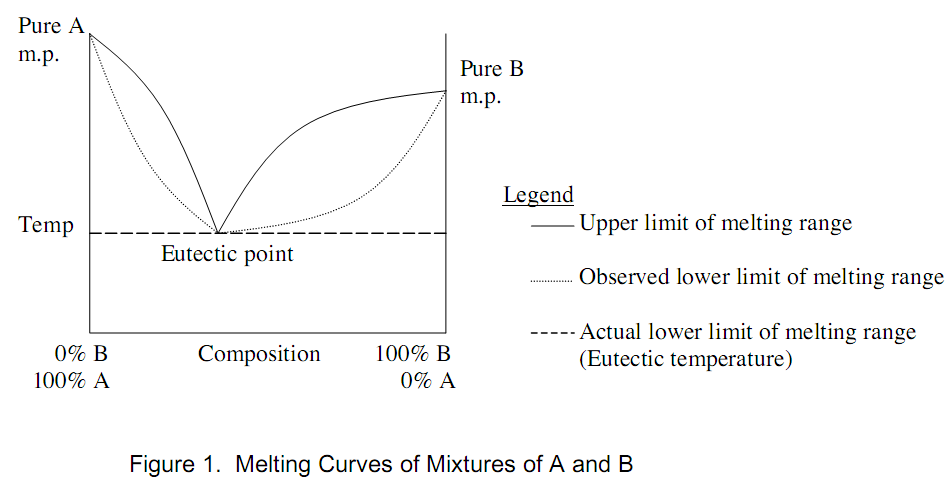 Pure A
m.p.
Pure B
m.p.
Temp
Eutectic point
0% B
100% A
Composition
100% B
0% A
Legend
Upper limit of melting range
Observed lower limit of melting range
Actual lower limit of melting range
(Eutectic temperature)
Figure 1. Melting Curves of Mixtures of A and B